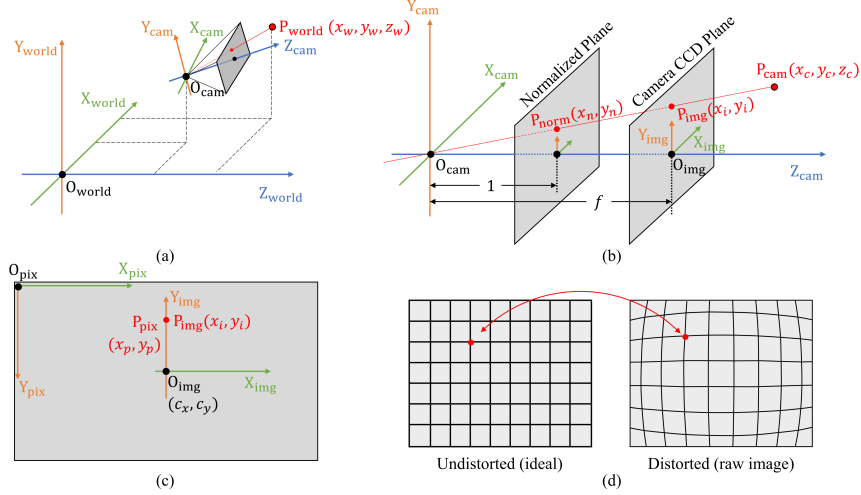 Y_world
X_world
O_world
Z_world
Y_cam
X_cam
P_world (x_w, y_w, z_w)
Z_cam
O_cam
(a)
Y_cam
X_cam
Normalized Plane
Camera CCD Plane
P_cam(x_c, y_c, z_c)
P_norm(x_n, y_n)
P_img(x_i, y_i)
Y_img
X_img
O_cam
O_img
Z_cam
1
f
(b)
O_pix
X_pix
Y_img
P_pix
P_img(x_i, y_i)
(x_p, y_p)
Y_pix
O_img
X_img
(c_x, c_y)
(c)
Undistorted (ideal)
Distorted (raw image)
(d)